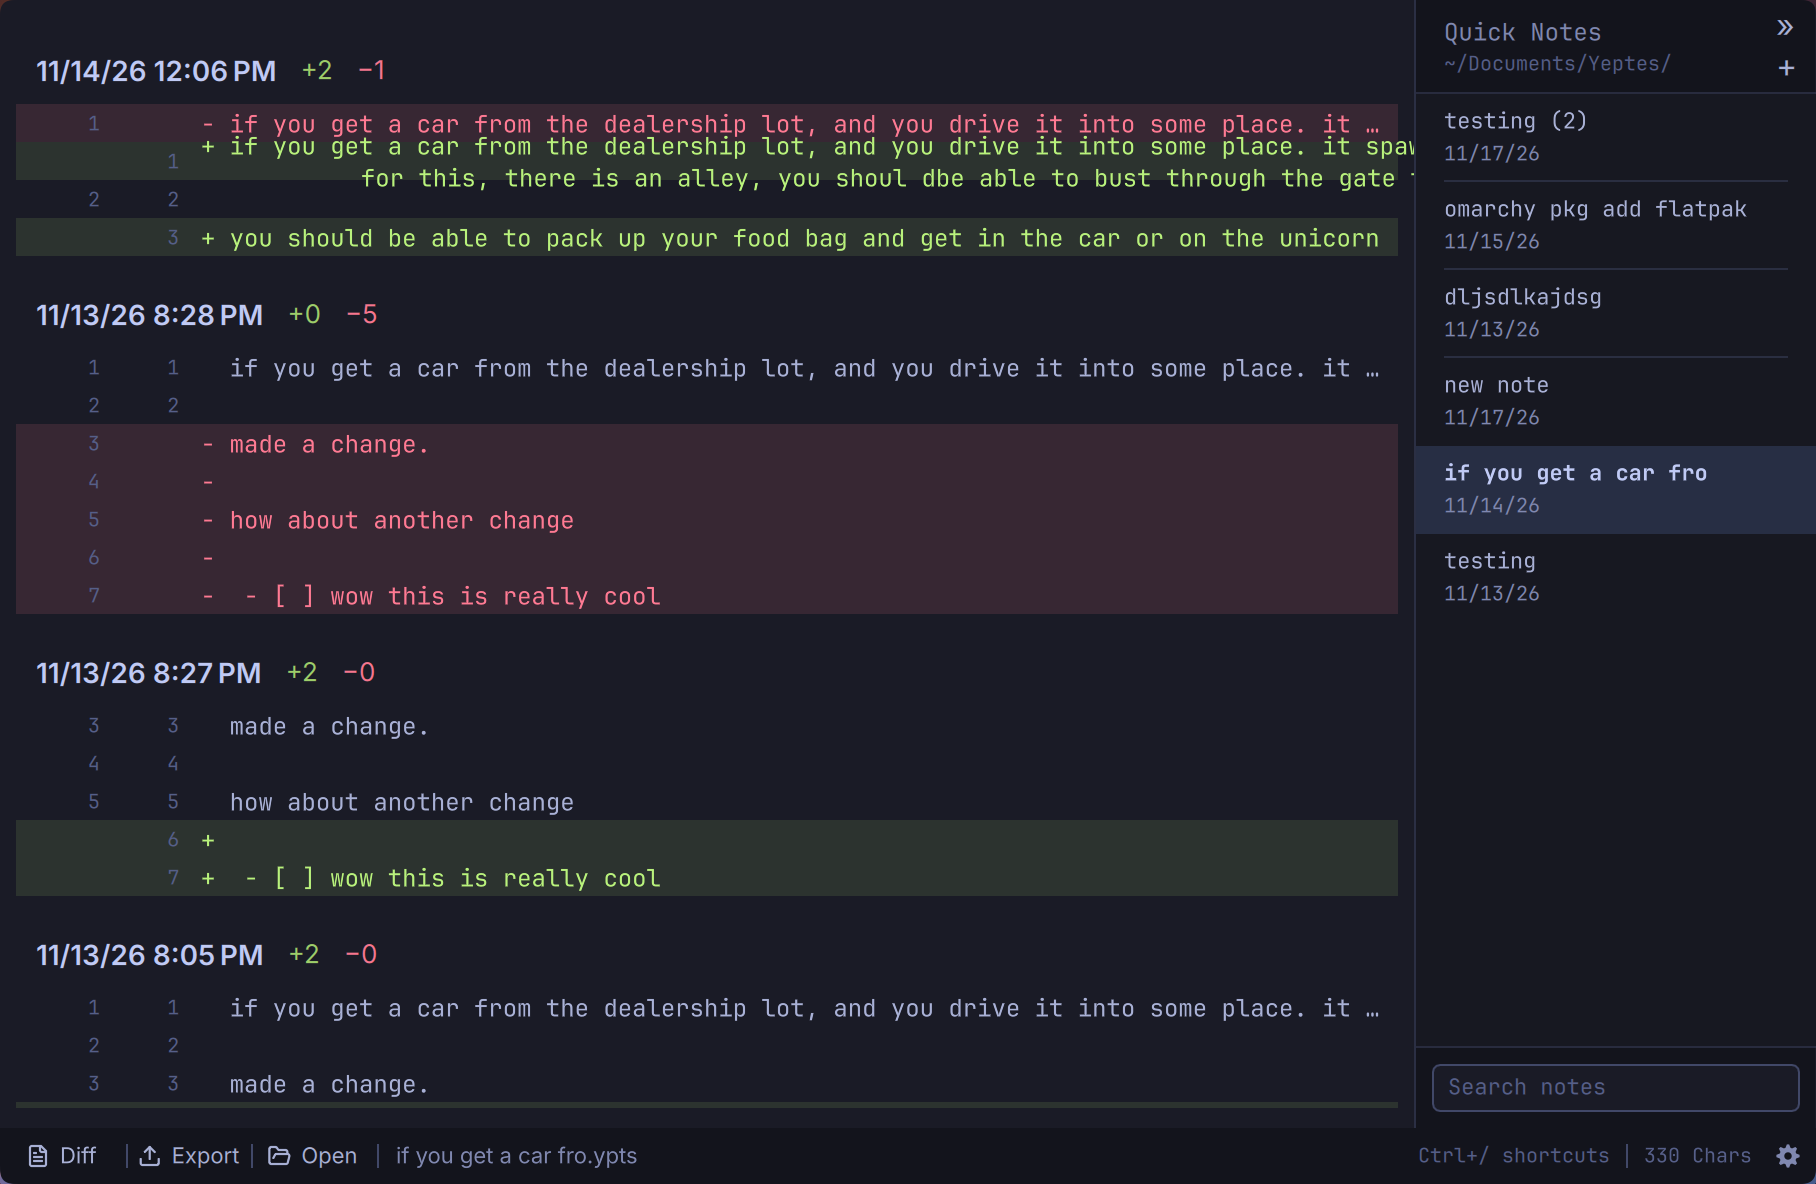 11/14/26 12:06 PM +2 −1
1 - if you get a car from the dealership lot, and you drive it into some place. it …
1 + if you get a car from the dealership lot, and you drive it into some place. it
for this, there is an alley, you shoul dbe able to bust through the gate
2 2
3 + you should be able to pack up your food bag and get in the car or on the unicorn
11/13/26 8:28 PM +0 −5
1 1 if you get a car from the dealership lot, and you drive it into some place. it …
2 2
3 - made a change.
4 -
5 - how about another change
6 -
7 - - [ ] wow this is really cool
11/13/26 8:27 PM +2 −0
3 3 made a change.
4 4
5 5 how about another change
6 +
7 + - [ ] wow this is really cool
11/13/26 8:05 PM +2 −0
1 1 if you get a car from the dealership lot, and you drive it into some place. it …
2 2
3 3 made a change.
Quick Notes »
~/Documents/Yeptes/ +
testing (2)
11/17/26
omarchy pkg add flatpak
11/15/26
dljsdlkajdsg
11/13/26
new note
11/17/26
if you get a car fro
11/14/26
testing
11/13/26
Search notes
Diff | Export | Open | if you get a car fro.ypts
Ctrl+/ shortcuts | 330 Chars